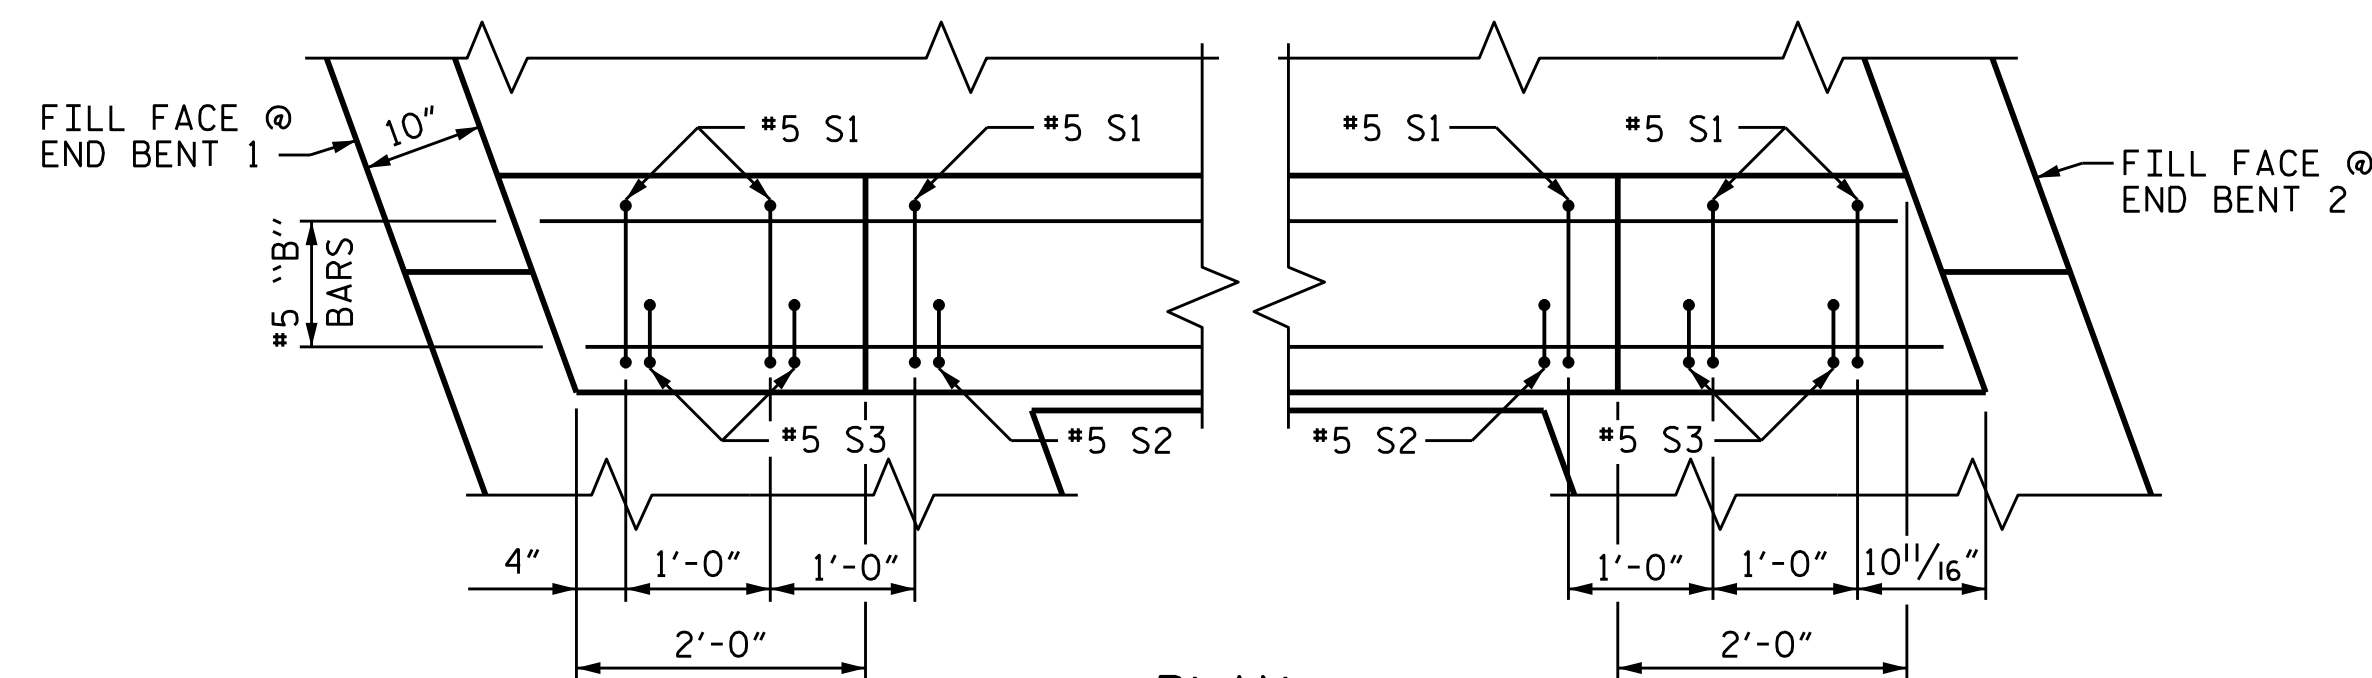 FILL FACE @
END BENT 1
10"
#5 S1
#5 S1
#5 S1
#5 S1
FILL FACE @
END BENT 2
#5 "B"
BARS
#5 S3
#5 S2
#5 S2
#5 S3
4"
1'-0"
1'-0"
1'-0"
1'-0"
10 11/16"
2'-0"
2'-0"